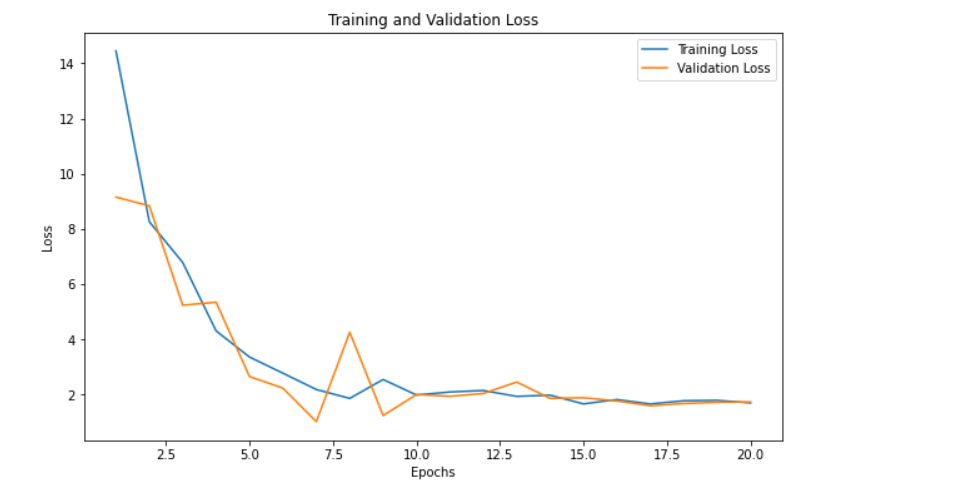 Training and Validation Loss
Training Loss
Validation Loss
14
12
10
8
6
4
2
Loss
2.5 5.0 7.5 10.0 12.5 15.0 17.5 20.0
Epochs